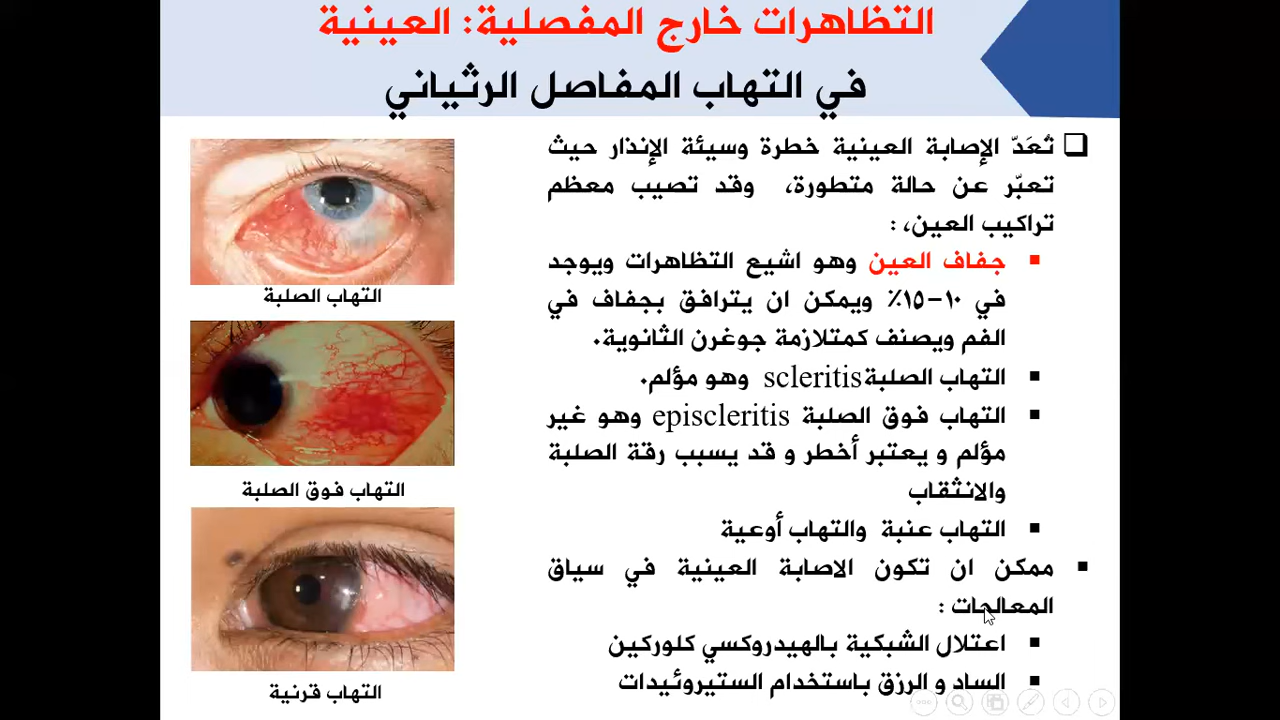 التظاهرات خارج المفصلية: العينية
في التهاب المفاصل الرثياني
تُعَدّ الإصابة العينية خطرة وسيئة الإنذار حيث
تعبّر عن حالة متطورة، وقد تصيب معظم
تراكيب العين، :
جفاف العين وهو اشيع التظاهرات ويوجد
في ١٠-١٥٪ ويمكن ان يترافق بجفاف في
الفم ويصنف كمتلازمة جوغرن الثانوية.
التهاب الصلبة scleritis وهو مؤلم.
التهاب فوق الصلبة episcleritis وهو غير
مؤلم و يعتبر أخطر و قد يسبب رقة الصلبة
والانثقاب
التهاب عنبة والتهاب أوعية
ممكن ان تكون الاصابة العينية في سياق
المعالجات :
اعتلال الشبكية بالهيدروكسي كلوركين
الساد و الرزق باستخدام الستيروئيدات
التهاب الصلبة
التهاب فوق الصلبة
التهاب قرنية